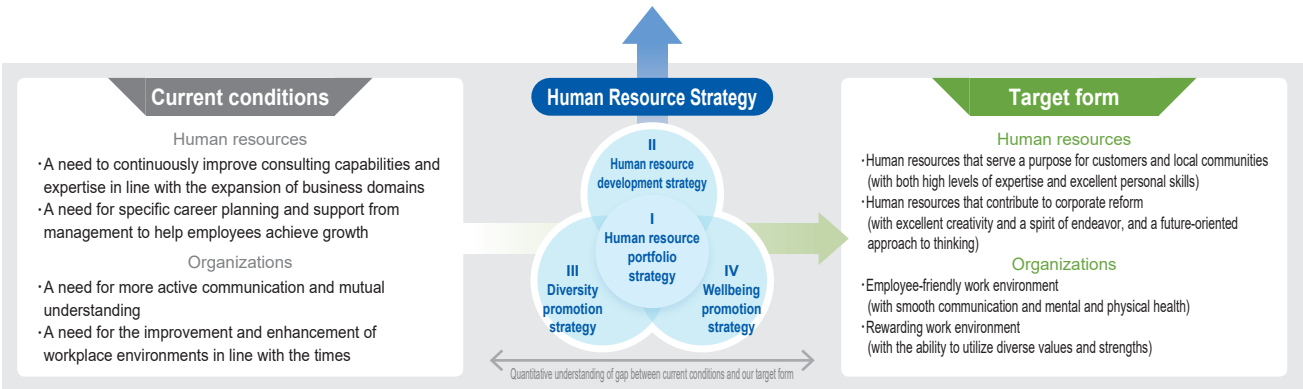 Current conditions
Human resources
・A need to continuously improve consulting capabilities and
expertise in line with the expansion of business domains
・A need for specific career planning and support from
management to help employees achieve growth
Organizations
・A need for more active communication and mutual
understanding
・A need for the improvement and enhancement of
workplace environments in line with the times
Human Resource Strategy
II
Human resource
development strategy
I
Human resource
portfolio
strategy
III
Diversity
promotion
strategy
IV
Wellbeing
promotion
strategy
Quantitative understanding of gap between current conditions and our target form
Target form
Human resources
・Human resources that serve a purpose for customers and local communities
(with both high levels of expertise and excellent personal skills)
・Human resources that contribute to corporate reform
(with excellent creativity and a spirit of endeavor, and a future-oriented
approach to thinking)
Organizations
・Employee-friendly work environment
(with smooth communication and mental and physical health)
・Rewarding work environment
(with the ability to utilize diverse values and strengths)